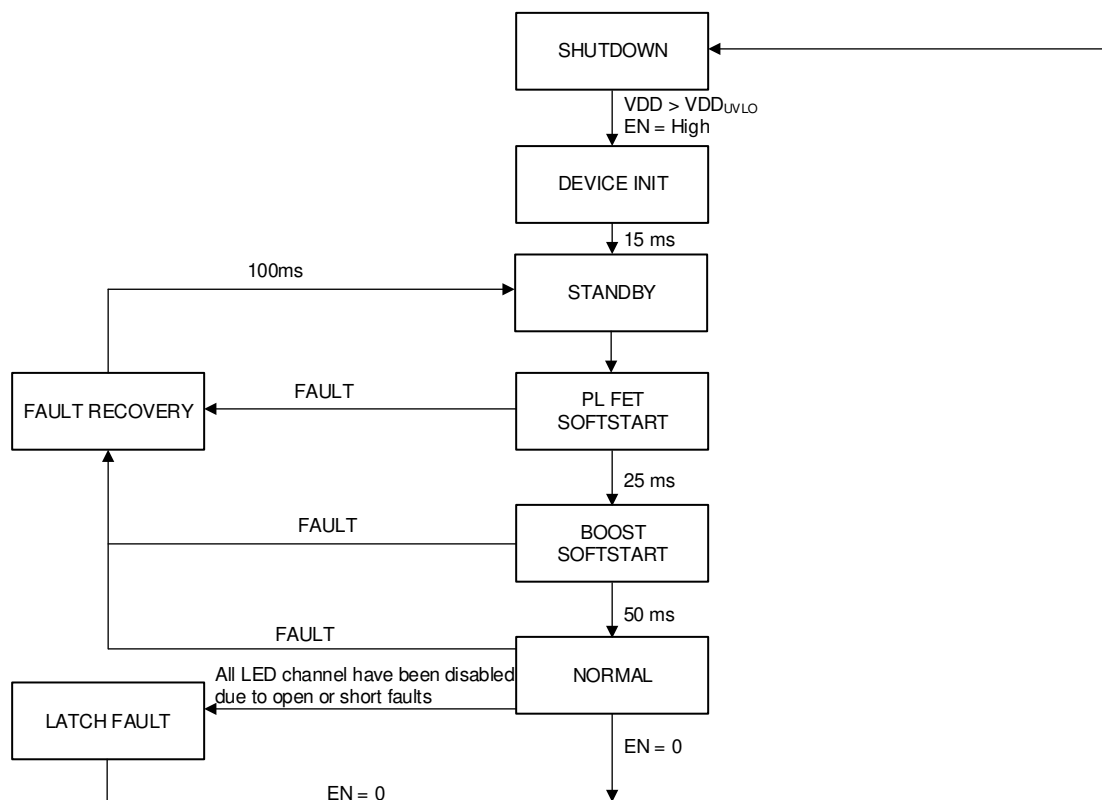 SHUTDOWN
VDD > VDDUVLO
EN = High
DEVICE INIT
15 ms
100ms
STANDBY
FAULT RECOVERY
FAULT
PL FET
SOFTSTART
25 ms
FAULT
BOOST
SOFTSTART
50 ms
FAULT
NORMAL
All LED channel have been disabled
due to open or short faults
LATCH FAULT
EN = 0
EN = 0